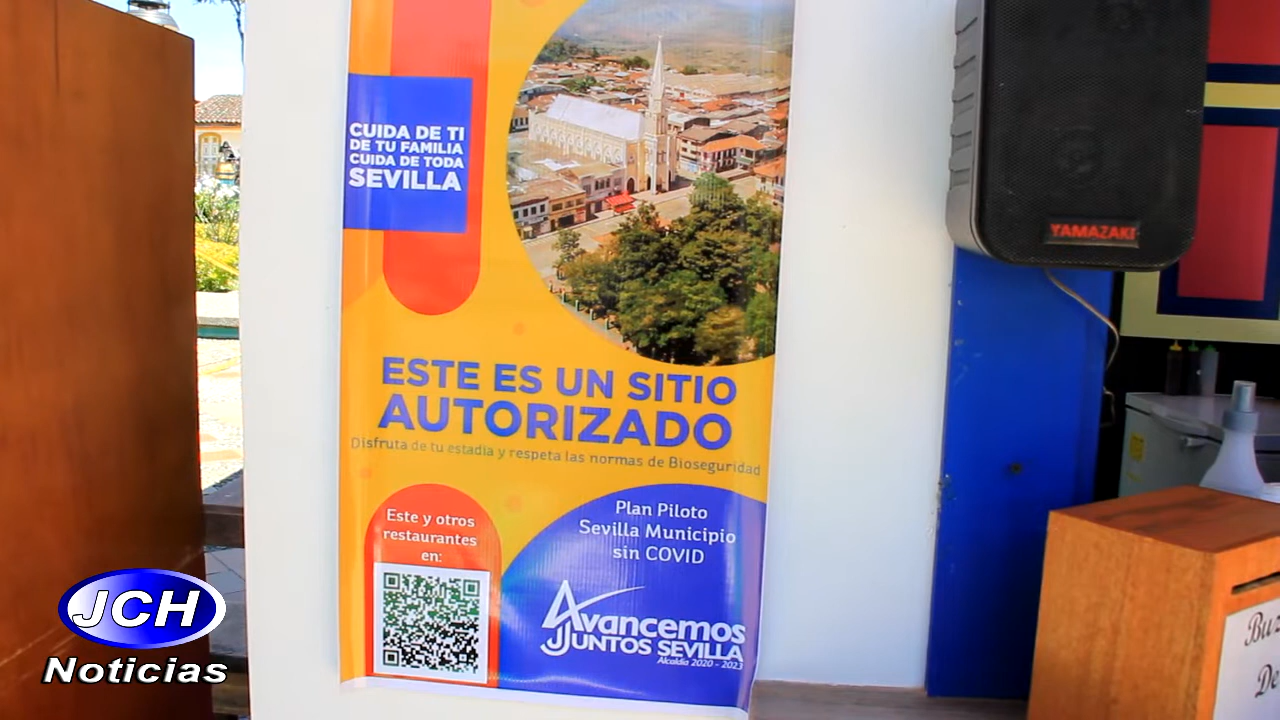 CUIDA DE TI
DE TU FAMILIA
CUIDA DE TODA
SEVILLA
ESTE ES UN SITIO
AUTORIZADO
Disfruta de tu estadía y respeta las normas de Bioseguridad
Este y otros
restaurantes
en:
Plan Piloto
Sevilla Municipio
sin COVID
Avancemos
JUNTOS SEVILLA
Alcaldía 2020 - 2023
YAMAZAKI
De
JCH
Noticias